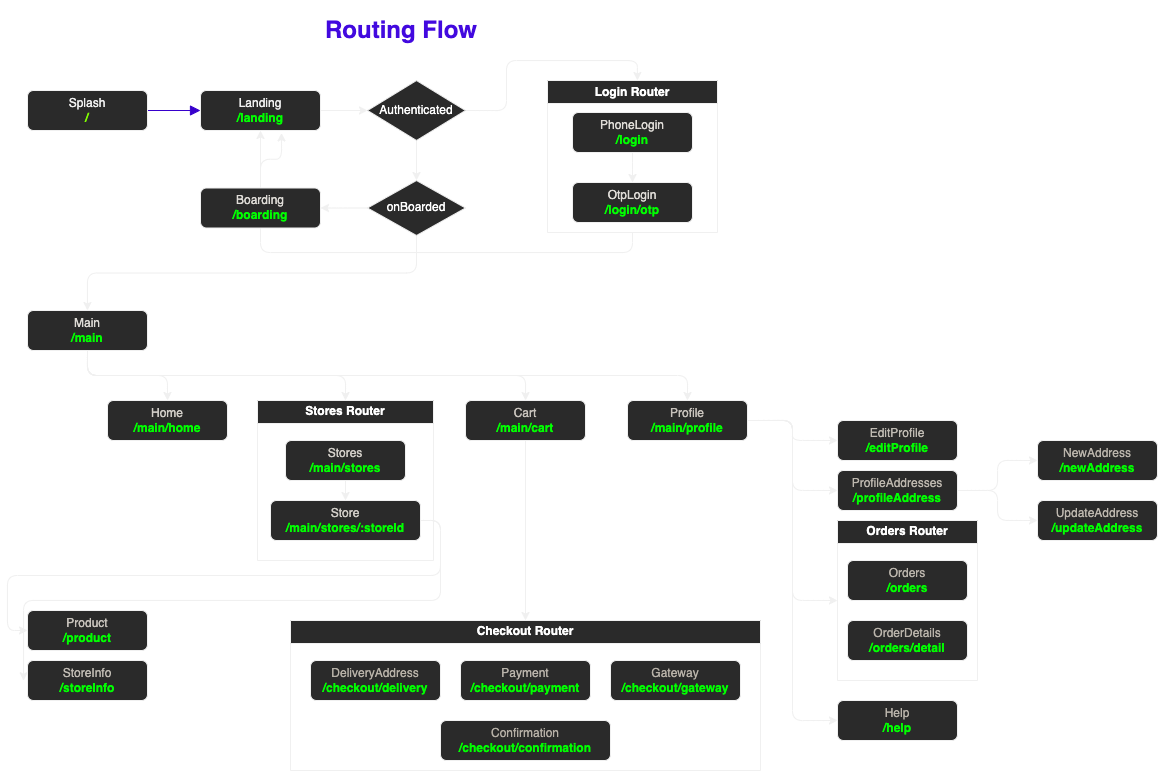 Routing Flow
Splash
/
Landing
/landing
Authenticated
Login Router
PhoneLogin
/login
OtpLogin
/login/otp
Boarding
/boarding
onBoarded
Main
/main
Home
/main/home
Stores Router
Stores
/main/stores
Store
/main/stores/:storeId
Cart
/main/cart
Profile
/main/profile
EditProfile
/editProfile
ProfileAddresses
/profileAddress
NewAddress
/newAddress
UpdateAddress
/updateAddress
Orders Router
Orders
/orders
OrderDetails
/orders/detail
Help
/help
Product
/product
StoreInfo
/storeInfo
Checkout Router
DeliveryAddress
/checkout/delivery
Payment
/checkout/payment
Gateway
/checkout/gateway
Confirmation
/checkout/confirmation